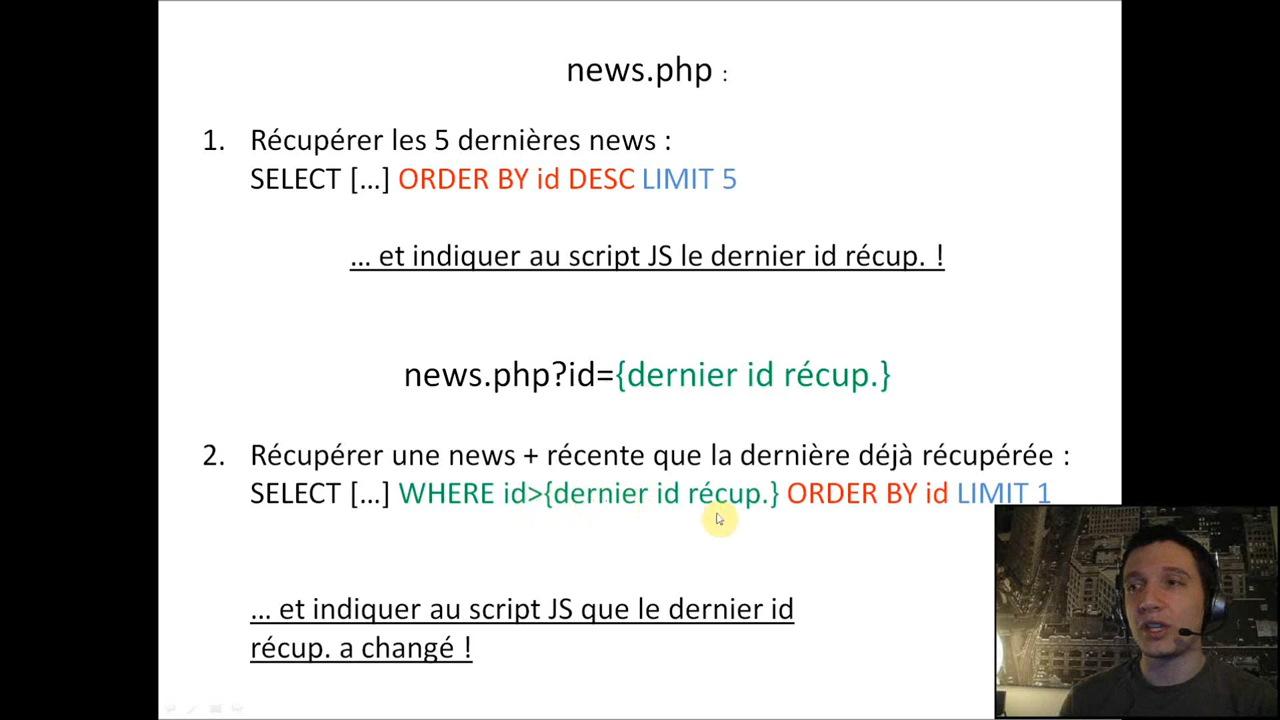 news.php :
1. Récupérer les 5 dernières news :
SELECT [...] ORDER BY id DESC LIMIT 5
... et indiquer au script JS le dernier id récup. !
news.php?id={dernier id récup.}
2. Récupérer une news + récente que la dernière déjà récupérée :
SELECT [...] WHERE id>{dernier id récup.} ORDER BY id LIMIT 1
... et indiquer au script JS que le dernier id
récup. a changé !